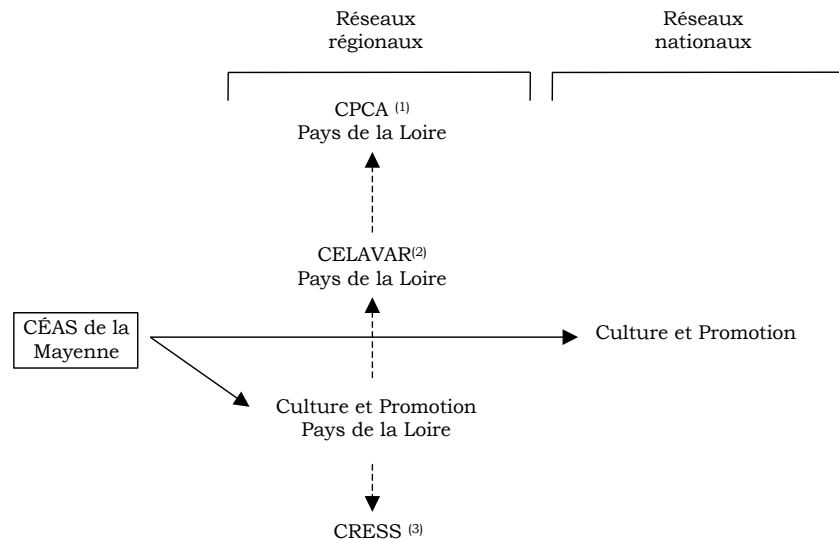 Réseaux
régionaux
Réseaux
nationaux
CPCA (1)
Pays de la Loire
CELAVAR(2)
Pays de la Loire
CÉAS de la
Mayenne
Culture et Promotion
Culture et Promotion
Pays de la Loire
CRESS (3)